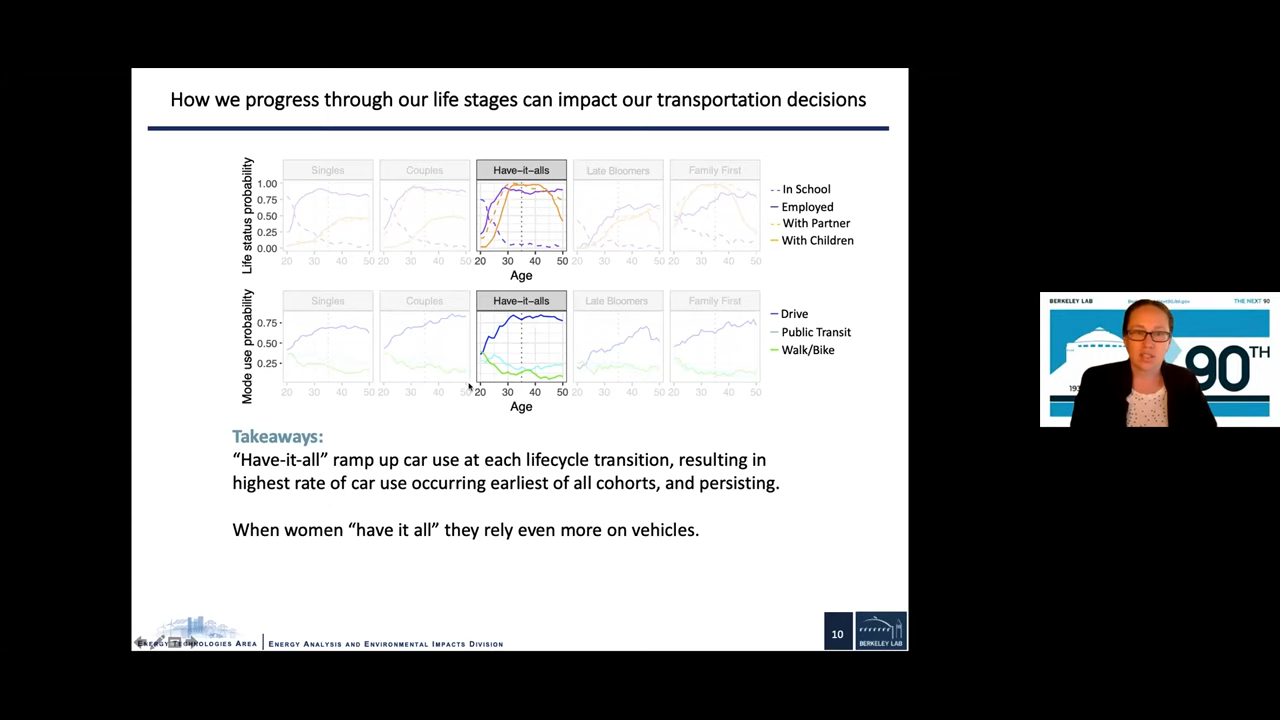 How we progress through our life stages can impact our transportation decisions
Life status probability
Singles
Couples
Have-it-alls
Late Bloomers
Family First
1.00
0.75
0.50
0.25
0.00
20 30 40 50
20 30 40 50
20 30 40 50
20 30 40 50
20 30 40 50
Age
In School
Employed
With Partner
With Children
Mode use probability
Singles
Couples
Have-it-alls
Late Bloomers
Family First
0.75
0.50
0.25
20 30 40 50
20 30 40 50
20 30 40 50
20 30 40 50
20 30 40 50
Age
Drive
Public Transit
Walk/Bike
Takeaways:
“Have-it-all” ramp up car use at each lifecycle transition, resulting in
highest rate of car use occurring earliest of all cohorts, and persisting.
When women “have it all” they rely even more on vehicles.
ENERGY TECHNOLOGIES AREA
ENERGY ANALYSIS AND ENVIRONMENTAL IMPACTS DIVISION
10
BERKELEY LAB
BERKELEY LAB
THE NEXT 90
90TH